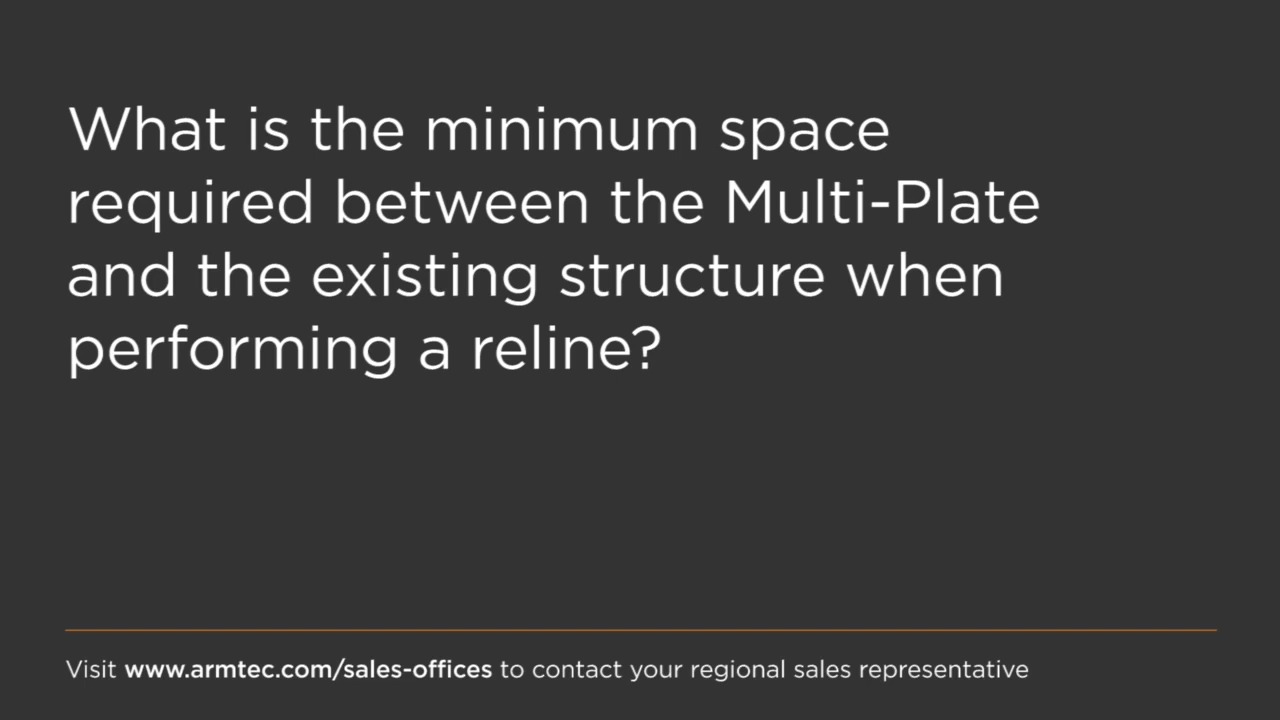 What is the minimum space
required between the Multi-Plate
and the existing structure when
performing a reline?
Visit www.armtec.com/sales-offices to contact your regional sales representative